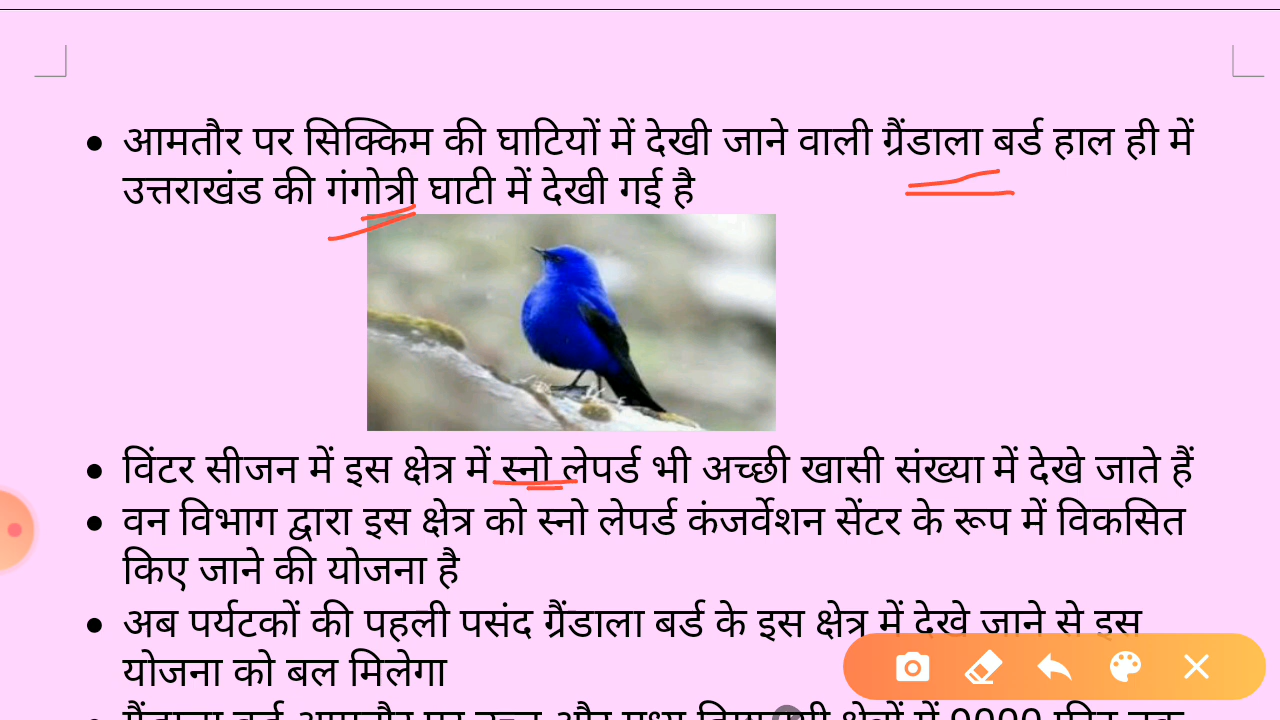 आमतौर पर सिक्किम की घाटियों में देखी जाने वाली ग्रैंडाला बर्ड हाल ही में
उत्तराखंड की गंगोत्री घाटी में देखी गई है
विंटर सीजन में इस क्षेत्र में स्नो लेपर्ड भी अच्छी खासी संख्या में देखे जाते हैं
वन विभाग द्वारा इस क्षेत्र को स्नो लेपर्ड कंजर्वेशन सेंटर के रूप में विकसित
किए जाने की योजना है
अब पर्यटकों की पहली पसंद ग्रैंडाला बर्ड के इस क्षेत्र में देखे जाने से इस
योजना को बल मिलेगा